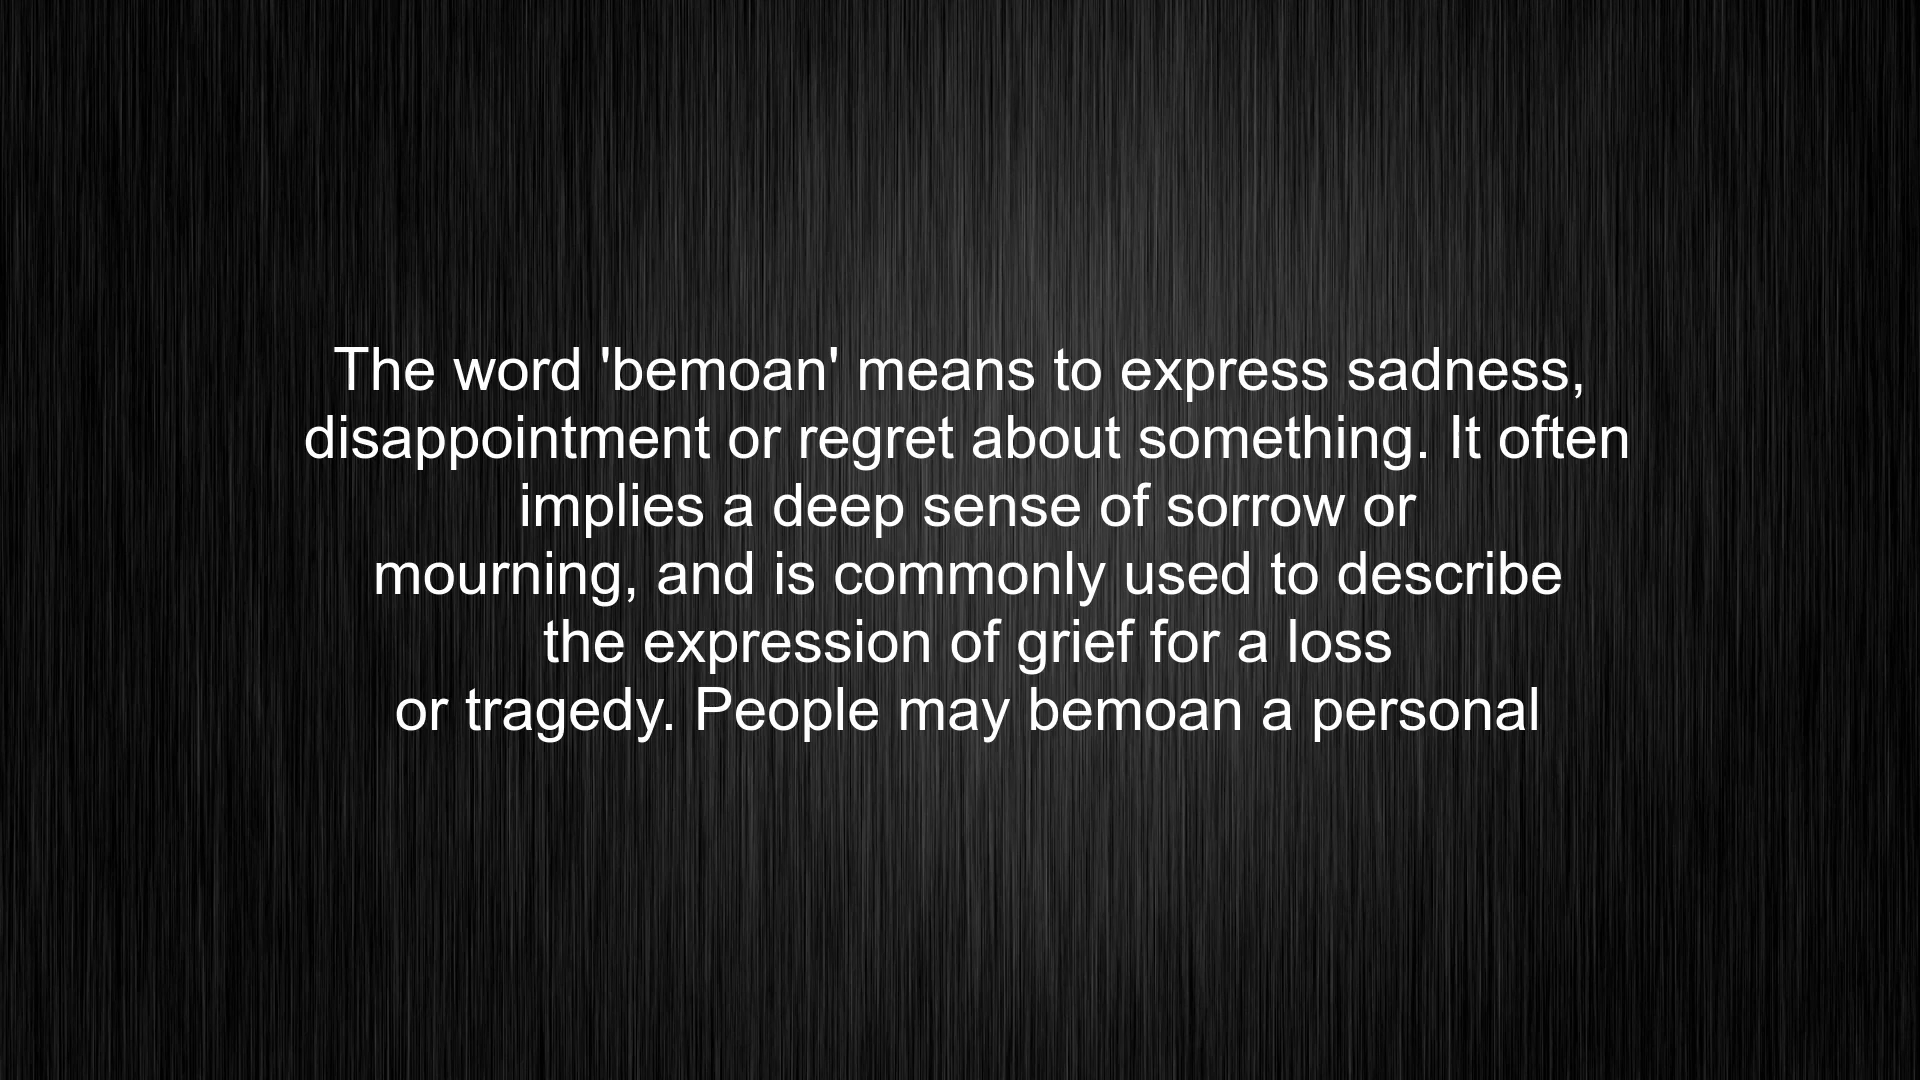 The word 'bemoan' means to express sadness,
disappointment or regret about something. It often
implies a deep sense of sorrow or
mourning, and is commonly used to describe
the expression of grief for a loss
or tragedy. People may bemoan a personal